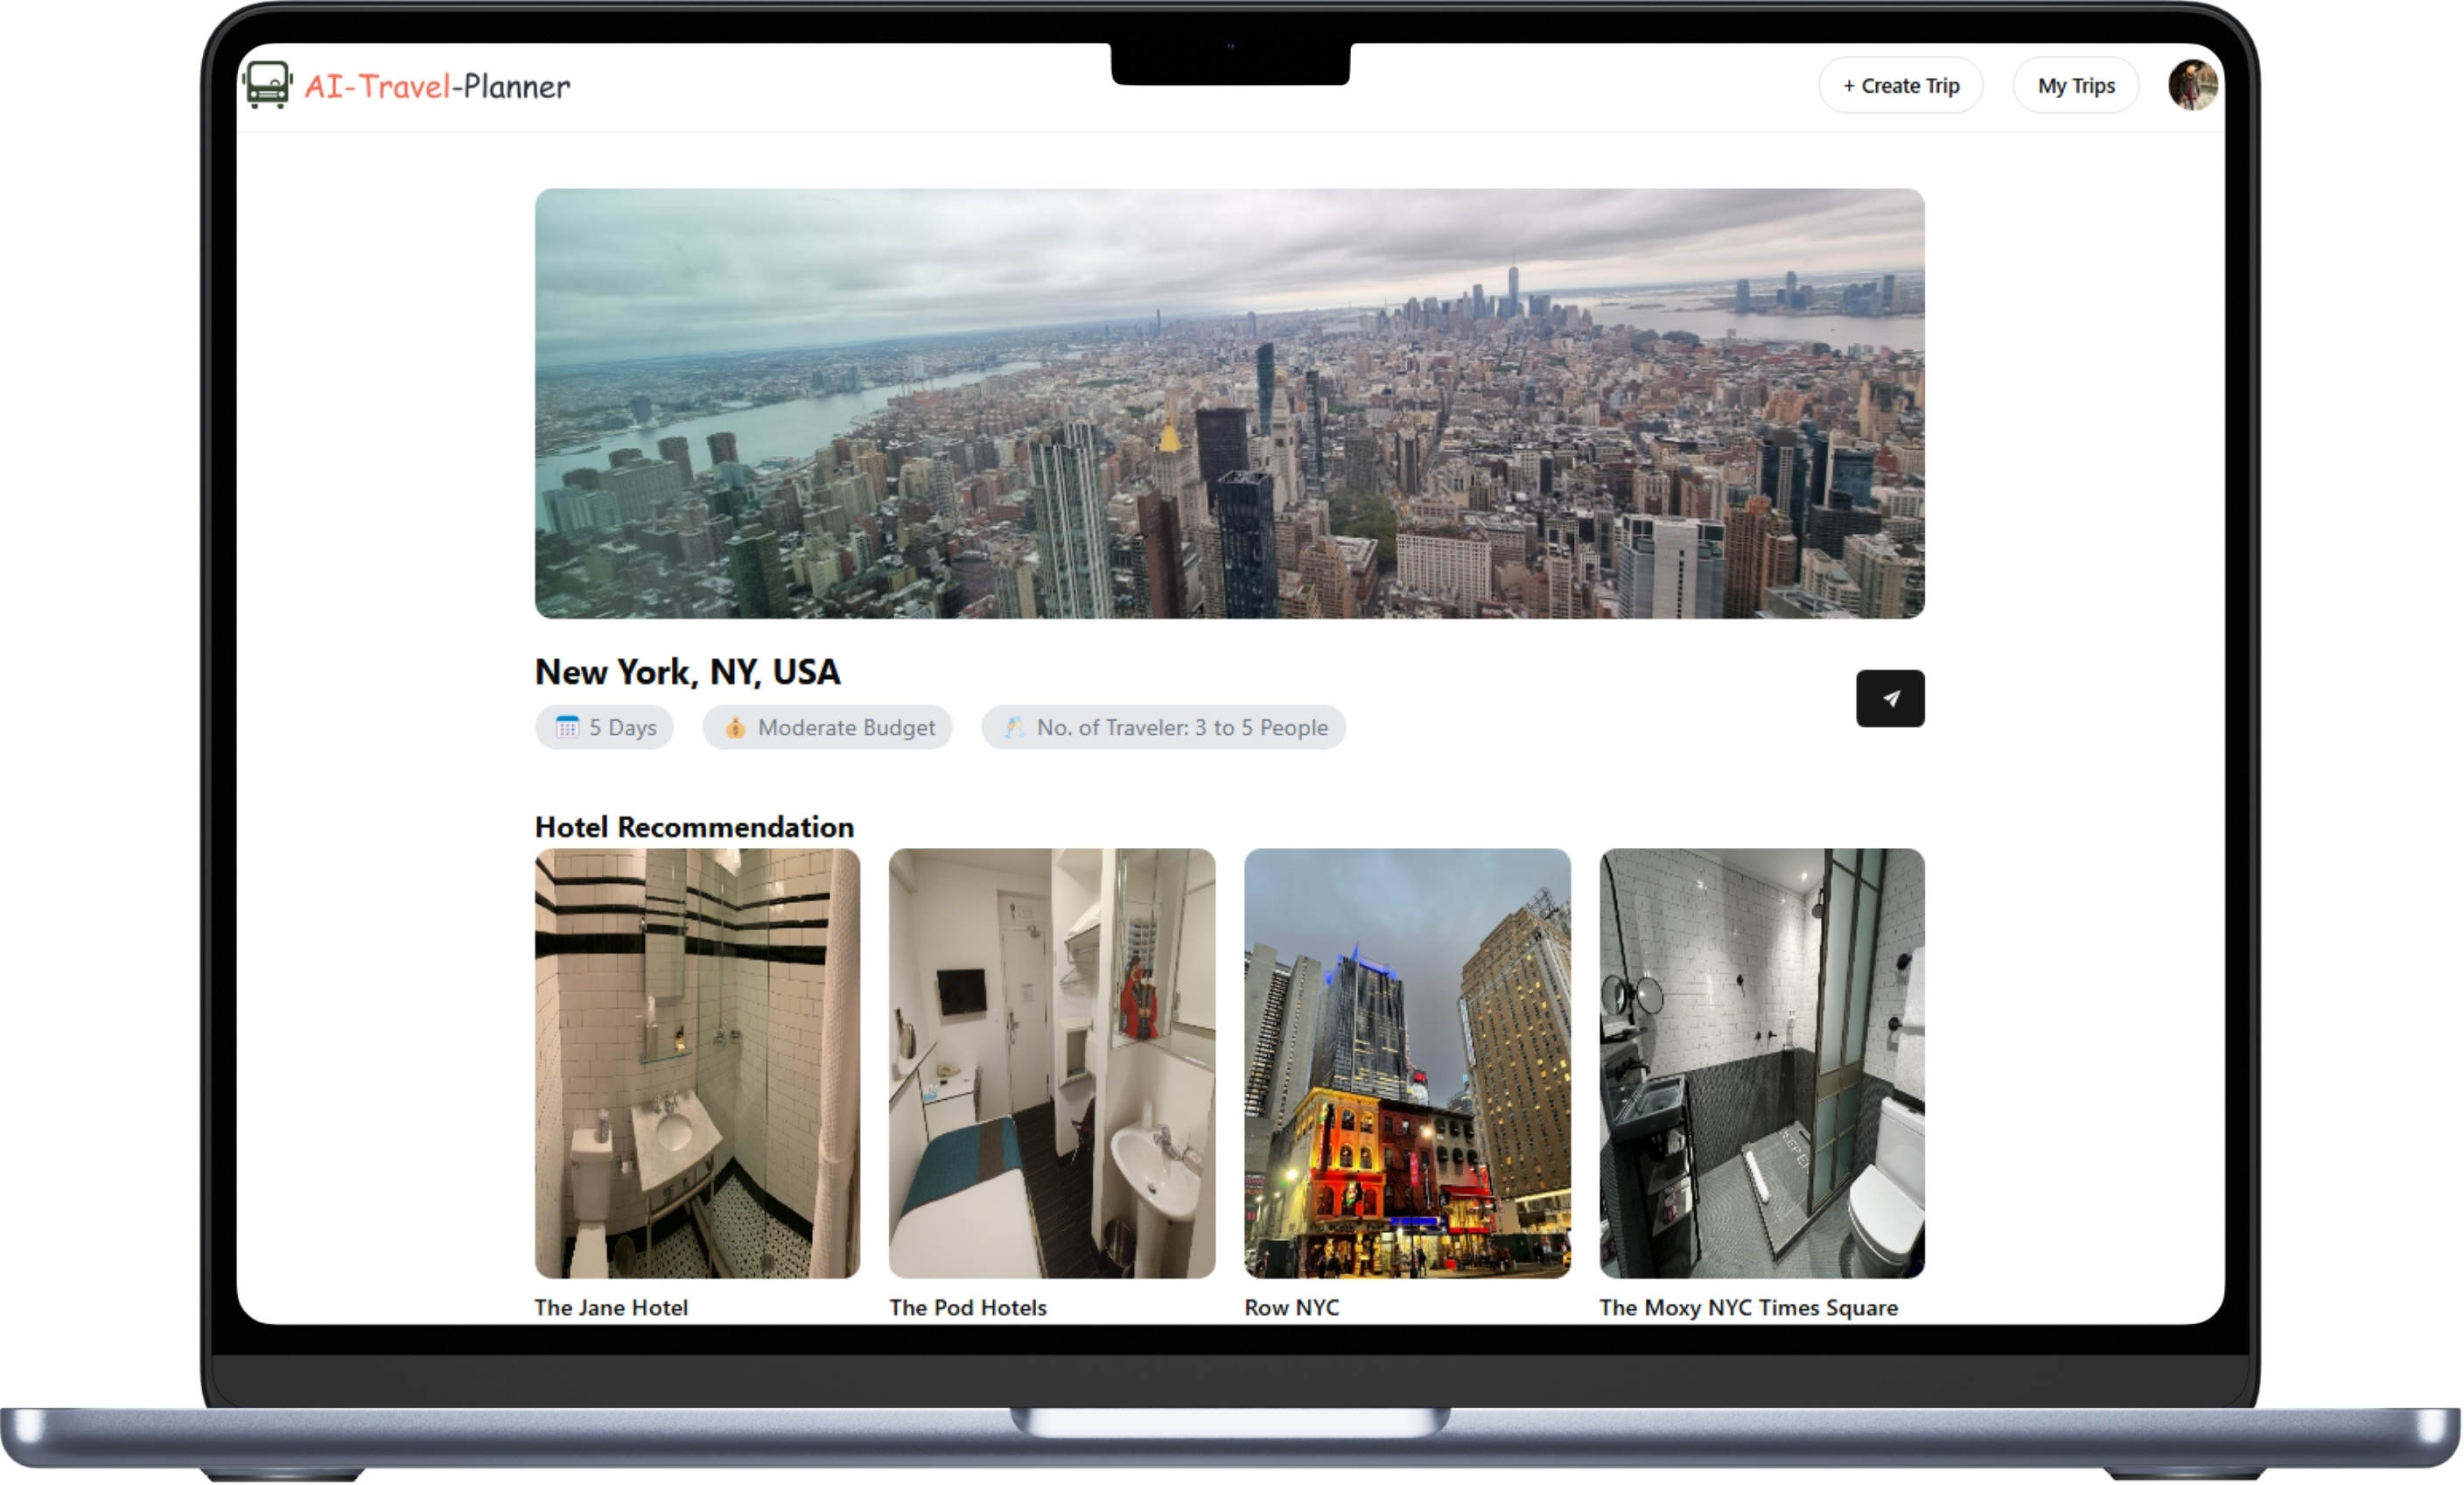 AI-Travel-Planner
+ Create Trip
My Trips
New York, NY, USA
5 Days
Moderate Budget
No. of Traveler: 3 to 5 People
Hotel Recommendation
The Jane Hotel
The Pod Hotels
Row NYC
The Moxy NYC Times Square